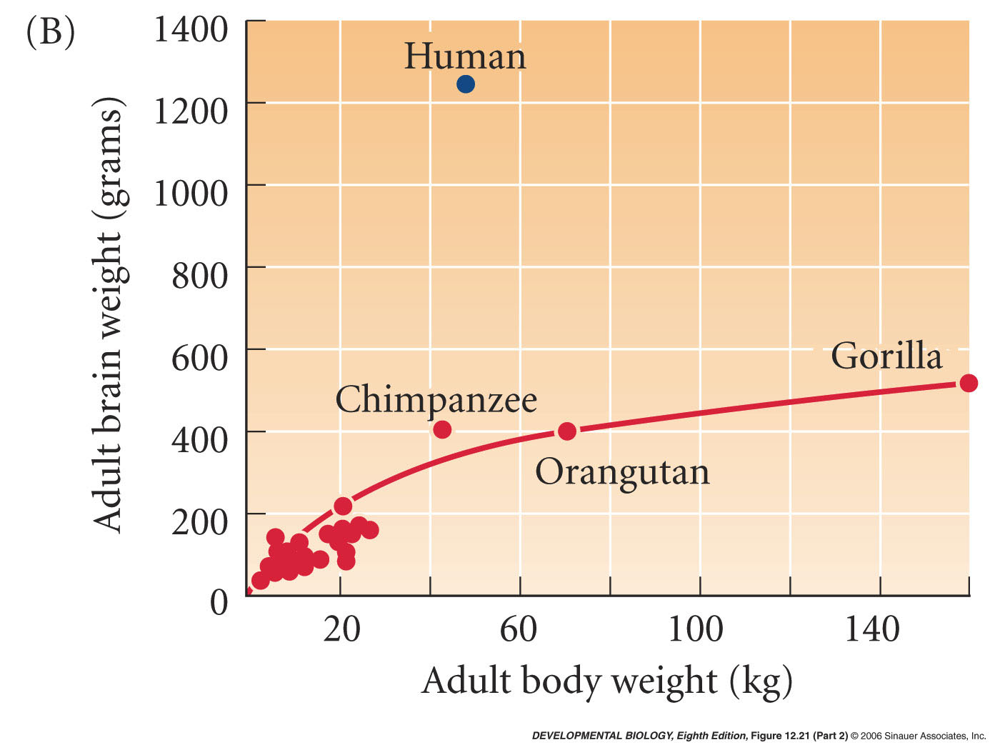 (B)
1400
1200
1000
800
600
400
200
0
Adult brain weight (grams)
Human
Chimpanzee
Gorilla
Orangutan
20 60 100 140
Adult body weight (kg)
DEVELOPMENTAL BIOLOGY, Eighth Edition, Figure 12.21 (Part 2) © 2006 Sinauer Associates, Inc.